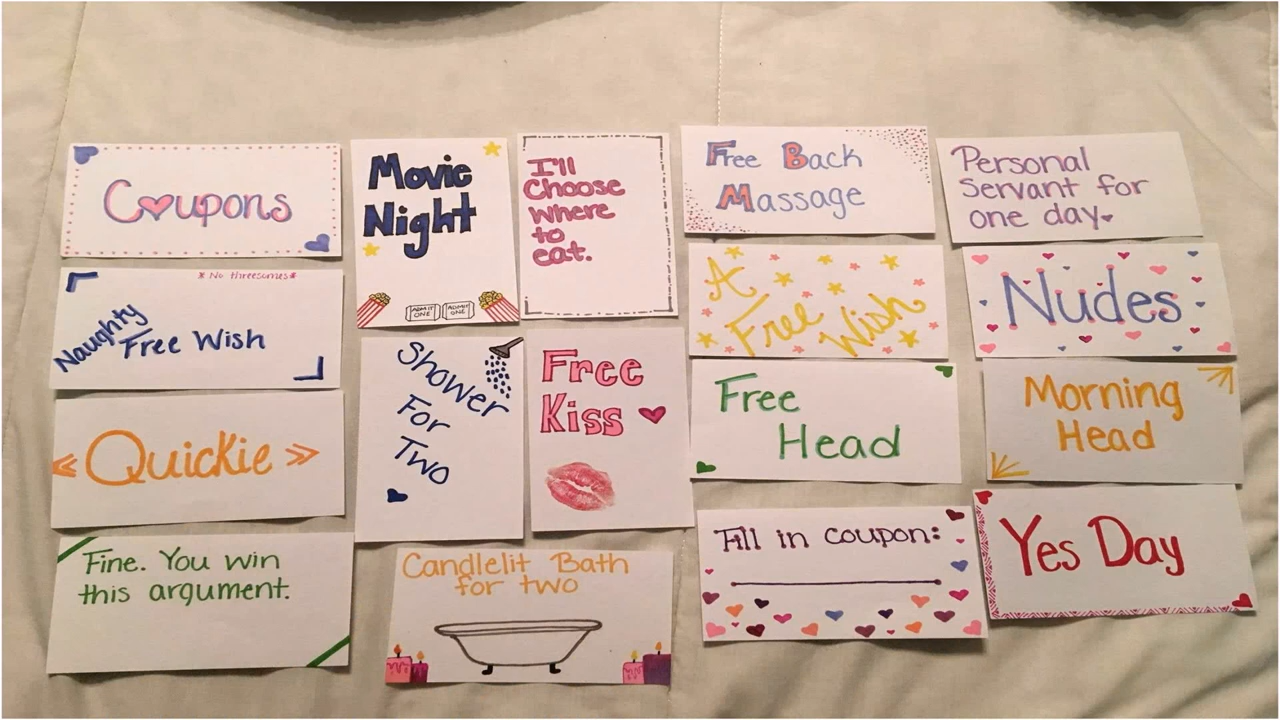 Coupons
* No threesomes*
Naughty
Free Wish
Quickie
Fine. You win
this argument.
Movie
Night
ADMIT
ONE
ADMIT
ONE
I'll
Choose
Where
to
eat.
Shower
For
Two
Free
Kiss
Candlelit Bath
for two
Free Back
Massage
A
Free Wish
Free
Head
Fill in coupon:
Personal
Servant for
one day
Nudes
Morning
Head
Yes Day